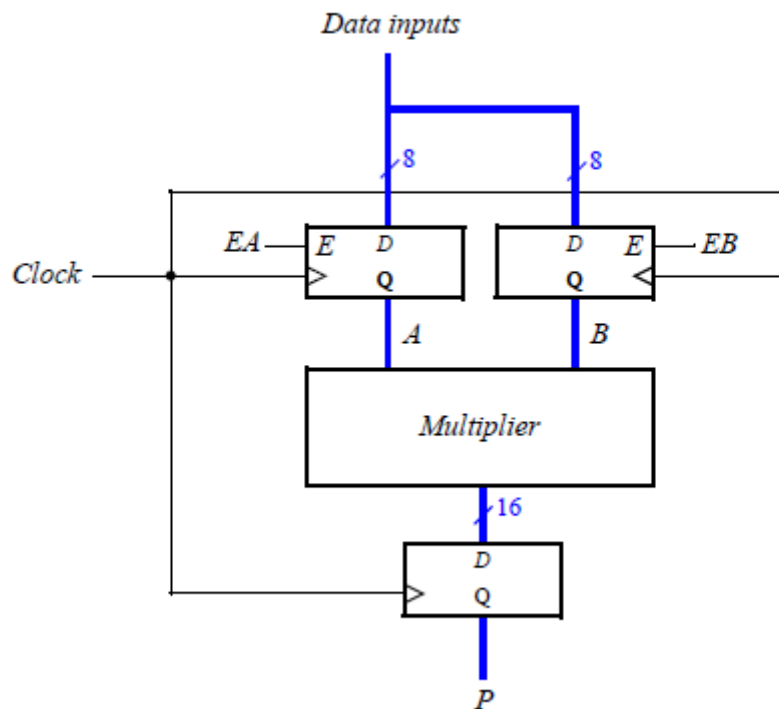 Data inputs
8 8
EA E D D E EB
Clock Q Q
A B
Multiplier
16
D
Q
P